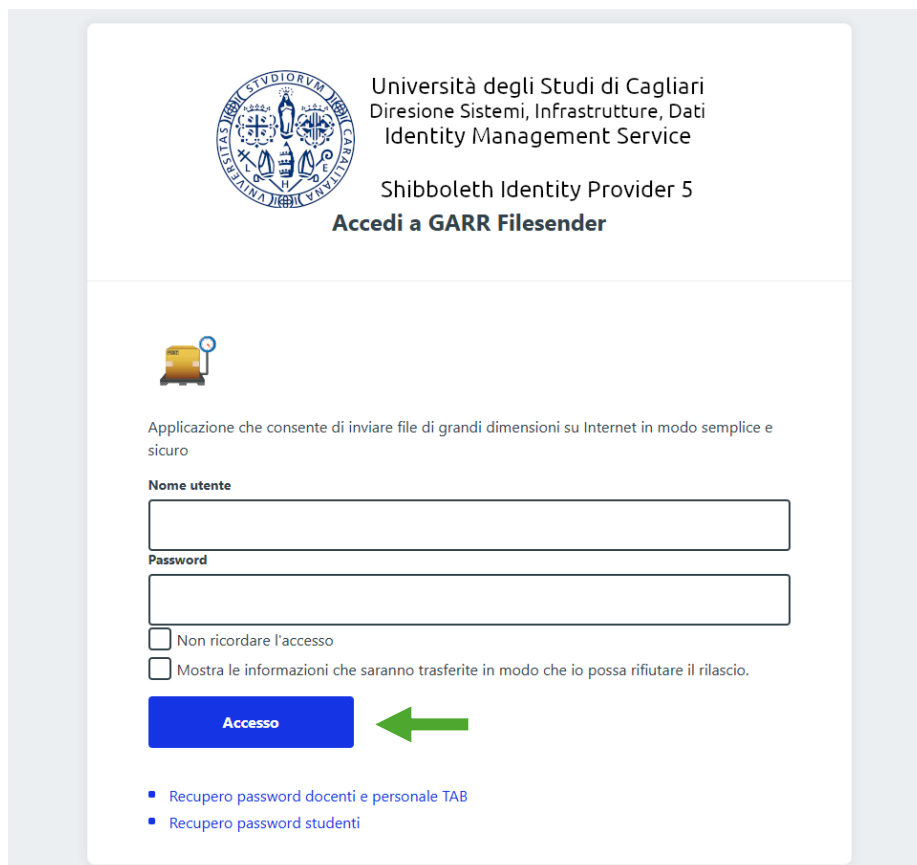 STVDIORVM
VNIVERSITAS
CARALITANA
L
E
H
Università degli Studi di Cagliari
Diresione Sistemi, Infrastrutture, Dati
Identity Management Service
Shibboleth Identity Provider 5
Accedi a GARR Filesender
Applicazione che consente di inviare file di grandi dimensioni su Internet in modo semplice e
sicuro
Nome utente
Password
Non ricordare l'accesso
Mostra le informazioni che saranno trasferite in modo che io possa rifiutare il rilascio.
Accesso
Recupero password docenti e personale TAB
Recupero password studenti